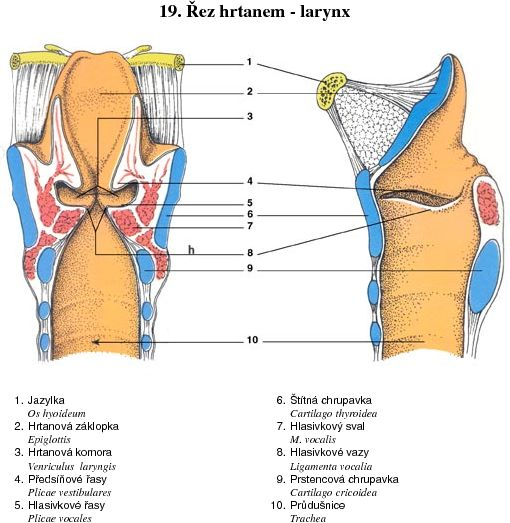 19. Řez hrtanem - larynx
1
2
3
4
5
6
7
h
8
9
10
1. Jazylka
Os hyoideum
2. Hrtanová záklopka
Epiglottis
3. Hrtanová komora
Venriculus laryngis
4. Předsíňové řasy
Plicae vestibulares
5. Hlasivkové řasy
Plicae vocales
6. Štítná chrupavka
Cartilago thyroidea
7. Hlasivkový sval
M. vocalis
8. Hlasivkové vazy
Ligamenta vocalia
9. Prstencová chrupavka
Cartilago cricoidea
10. Průdušnice
Trachea